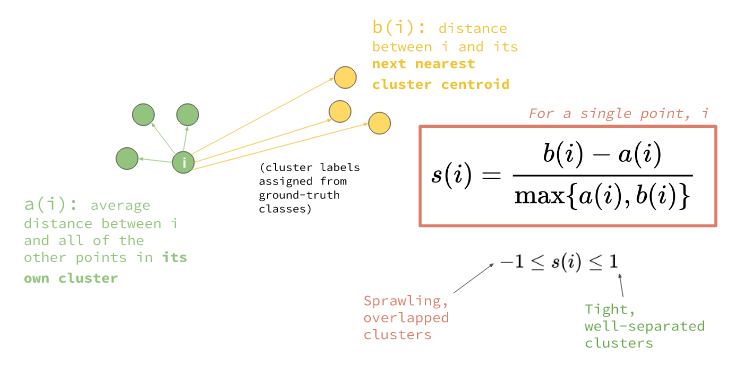 b(i): distance
between i and its
next nearest
cluster centroid
For a single point, i
i
(cluster labels
assigned from
ground-truth
classes)
s(i) = \frac{b(i) - a(i)}{\max\{a(i), b(i)\}}
a(i): average
distance between i
and all of the
other points in its
own cluster
−1 ≤ s(i) ≤ 1
Sprawling,
overlapped
clusters
Tight,
well-separated
clusters